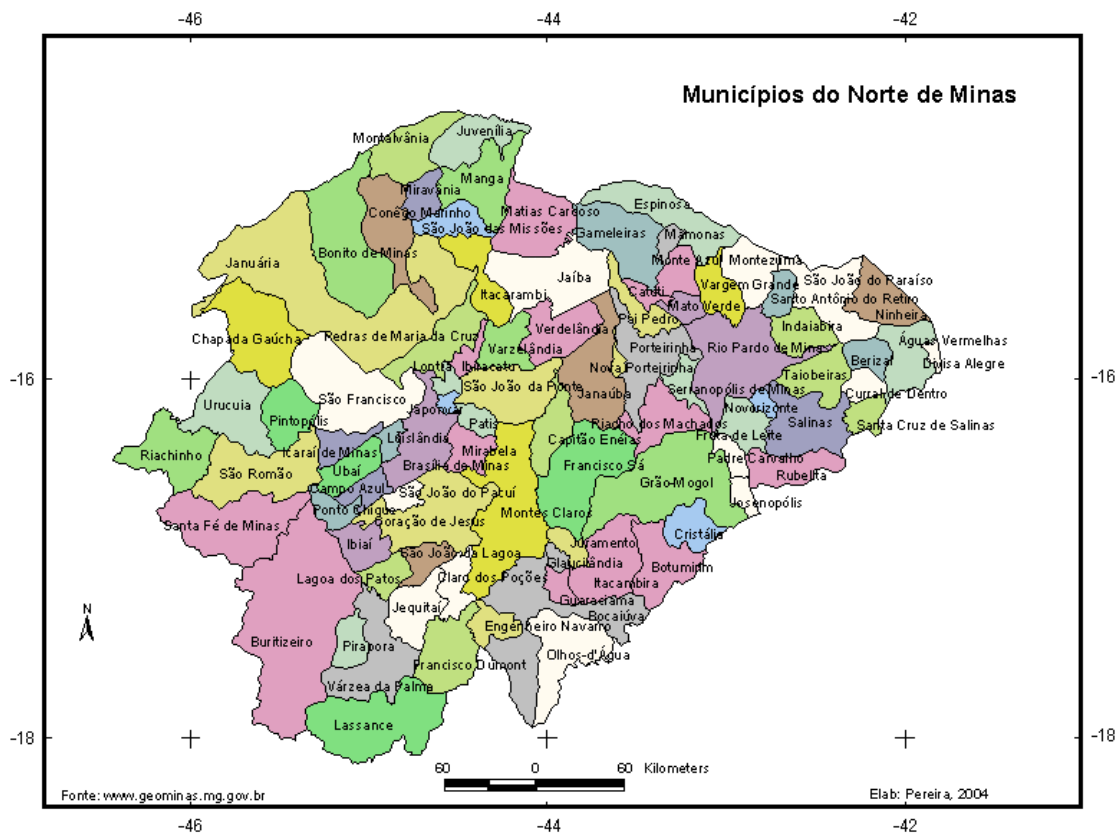 -46 -44 -42
Municípios do Norte de Minas
Montalvânia
Juvenília
Manga
Miravânia
Cônego Marinho
São João das Missões
Matias Cardoso
Espinosa
Gameleiras
Mamonas
Januária
Bonito de Minas
Jaíba
Monte Azul
Montezuma
Catuti
Vargem Grande
São João do Paraíso
Santo Antônio do Retiro
Itacarambi
Mato Verde
Ninheira
Pai Pedro
Chapada Gaúcha
Pedras de Maria da Cruz
Verdelândia
Indaiabira
Varzelândia
Porteirinha
Rio Pardo de Minas
Águas Vermelhas
Lontra
Ibiracatu
Nova Porteirinha
Berizal
Divisa Alegre
-16 -16
Taiobeiras
São João da Ponte
Janaúba
Serranópolis de Minas
Curral de Dentro
Urucuia
São Francisco
Japonvar
Novorizonte
Pintópolis
Patis
Riacho dos Machados
Salinas
Santa Cruz de Salinas
Luislândia
Capitão Enéias
Fruta de Leite
Riachinho
Icaraí de Minas
Mirabela
Padre Carvalho
São Romão
Ubaí
Brasília de Minas
Francisco Sá
Rubelita
Campo Azul
São João do Pacuí
Grão-Mogol
Josenópolis
Ponto Chique
Montes Claros
Santa Fé de Minas
Coração de Jesus
Cristália
Ibiaí
Juramento
São João da Lagoa
Glaucilândia
Botumirim
Lagoa dos Patos
Claro dos Poções
Itacambira
Guaraciama
Jequitaí
Bocaiúva
N
Engenheiro Navarro
Buritizeiro
Pirapora
Olhos-d'Água
Francisco Dumont
Várzea da Palma
Lassance
-18 -18
60 0 60 Kilometers
Fonte: www.geominas.mg.gov.br
Elab: Pereira, 2004
-46 -44 -42